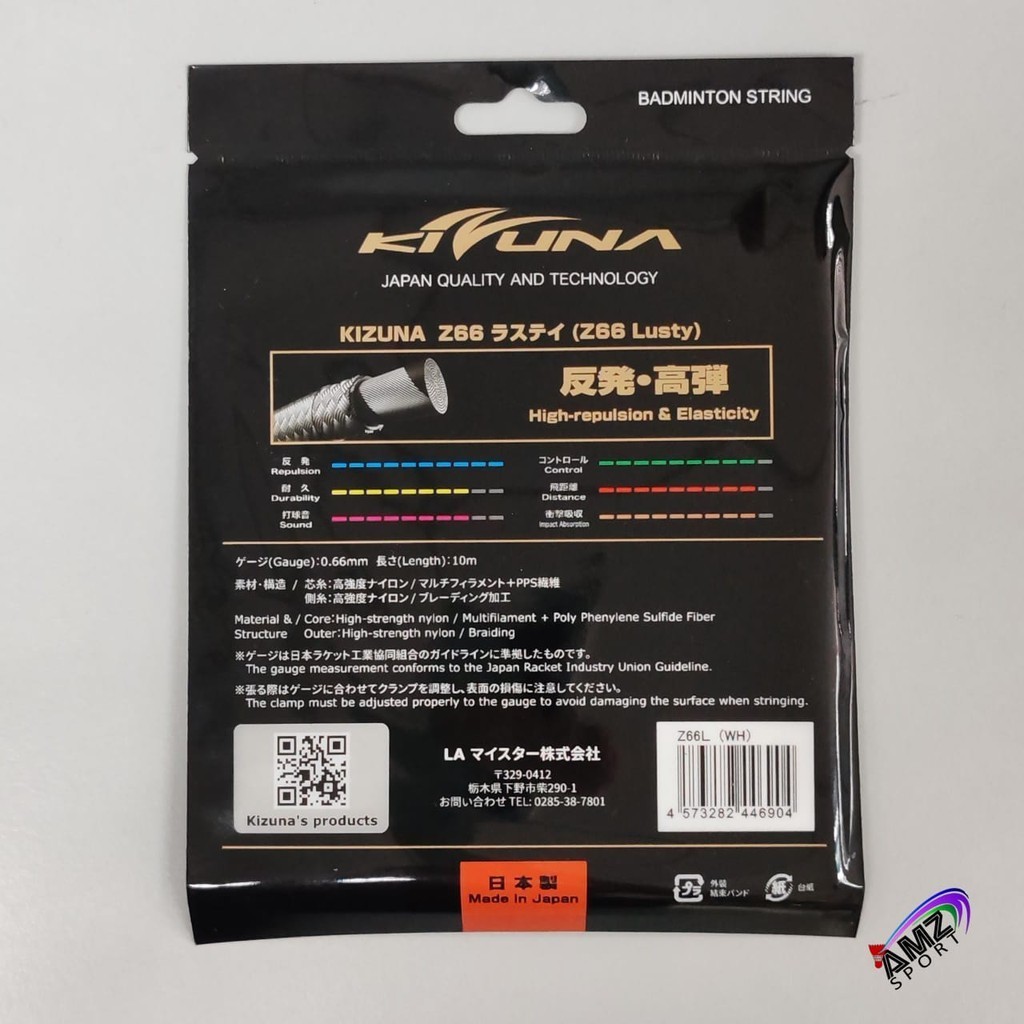 BADMINTON STRING
KIZUNA
JAPAN QUALITY AND TECHNOLOGY
KIZUNA Z66 ラスティ (Z66 Lusty)
反発・高弾
High-repulsion & Elasticity
反発
Repulsion
コントロール
Control
耐久
Durability
飛距離
Distance
打球音
Sound
衝撃吸収
Impact Absorption
ゲージ(Gauge):0.66mm 長さ(Length):10m
素材・構造 / 芯糸:高強度ナイロン / マルチフィラメント+PPS繊維
側糸:高強度ナイロン / ブレーディング加工
Material & / Core:High-strength nylon / Multifilament + Poly Phenylene Sulfide Fiber
Structure Outer:High-strength nylon / Braiding
※ゲージは日本ラケット工業協同組合のガイドラインに準拠したものです。
The gauge measurement conforms to the Japan Racket Industry Union Guideline.
※張る際はゲージに合わせてクランプを調整し、表面の損傷に注意してください。
The clamp must be adjusted properly to the gauge to avoid damaging the surface when stringing.
Kizuna's products
LA マイスター株式会社
〒329-0412
栃木県下野市柴290-1
お問い合わせ TEL: 0285-38-7801
Z66L (WH)
4 573282 446904
日本製
Made in Japan
プラ
外装
結束バンド
紙
台紙
AMZ
SPORT